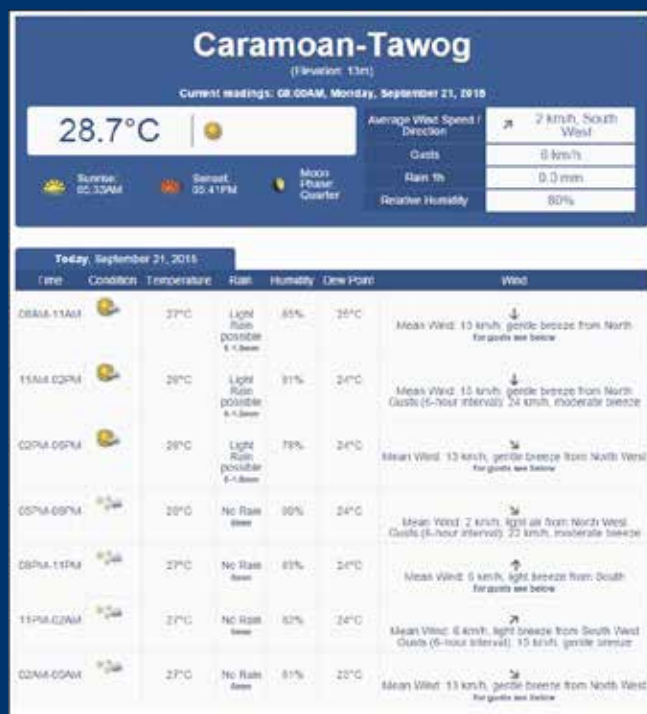 Caramoan-Tawog
(Elevation: 13m)
Current readings: 08:00AM, Monday, September 21, 2015
28.7°C
Average Wind Speed / Direction
2 km/h, South West
Gusts
6 km/h
Rain 1h
0.0 mm
Relative Humidity
80%
Sunrise: 05:33AM
Sunset: 05:41PM
Moon Phase: Quarter
Today, September 21, 2015
Time Condition Temperature Rain Humidity Dew Point Wind
08AM-11AM 27°C Light Rain possible 85%
Mean Wind: 13 km/h, gentle breeze from North
for gusts see below
11AM-02PM Light Rain possible 81% 24°C
Mean Wind: 15 km/h, gentle breeze from North
Gusts (6-hour interval): 24 km/h, moderate breeze
02PM-05PM 28°C Light Rain possible 78% 24°C
Mean Wind: 13 km/h, gentle breeze from North West
for gusts see below
05PM-08PM No Rain 24°C
Mean Wind: 2 km/h, light air from North West
Gusts (6-hour interval): 22 km/h, moderate breeze
08PM-11PM 27°C No Rain 24°C
Mean Wind: 6 km/h, light breeze from South
for gusts see below
11PM-02AM 27°C No Rain 82% 24°C
Mean Wind: 6 km/h, light breeze from South West
Gusts (6-hour interval): 15 km/h, gentle breeze
02AM-05AM 27°C No Rain 81%
Mean Wind: 13 km/h, gentle breeze from North West
for gusts see below